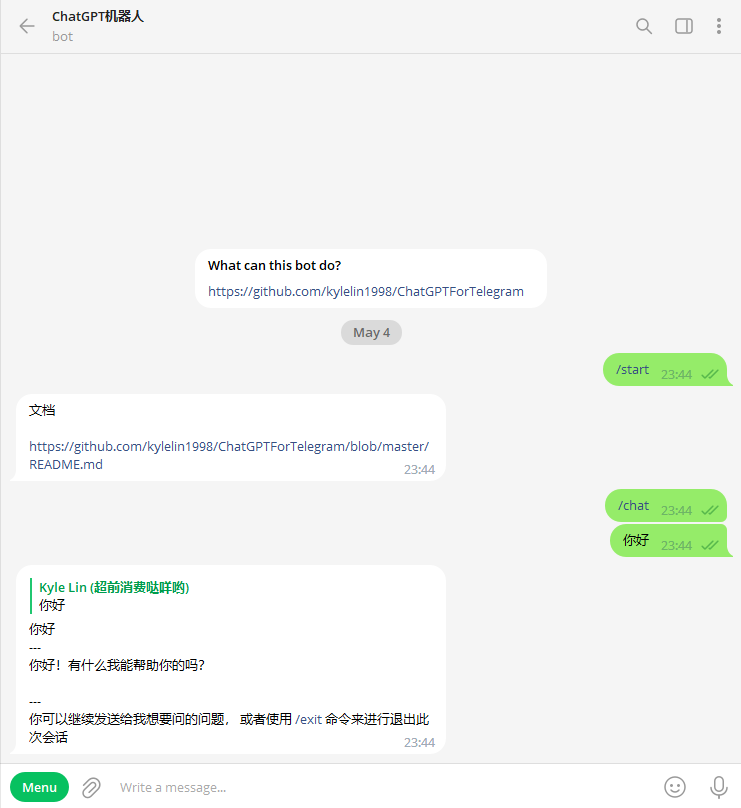 ChatGPT机器人
bot
What can this bot do?
https://github.com/kylelin1998/ChatGPTForTelegram
May 4
/start 23:44
文档
https://github.com/kylelin1998/ChatGPTForTelegram/blob/master/
README.md
23:44
/chat 23:44
你好 23:44
Kyle Lin (超前消费哒咩哟)
你好
你好
---
你好！有什么我能帮助你的吗？
---
你可以继续发送给我想要问的问题， 或者使用 /exit 命令来进行退出此
次会话
23:44
Menu
Write a message...